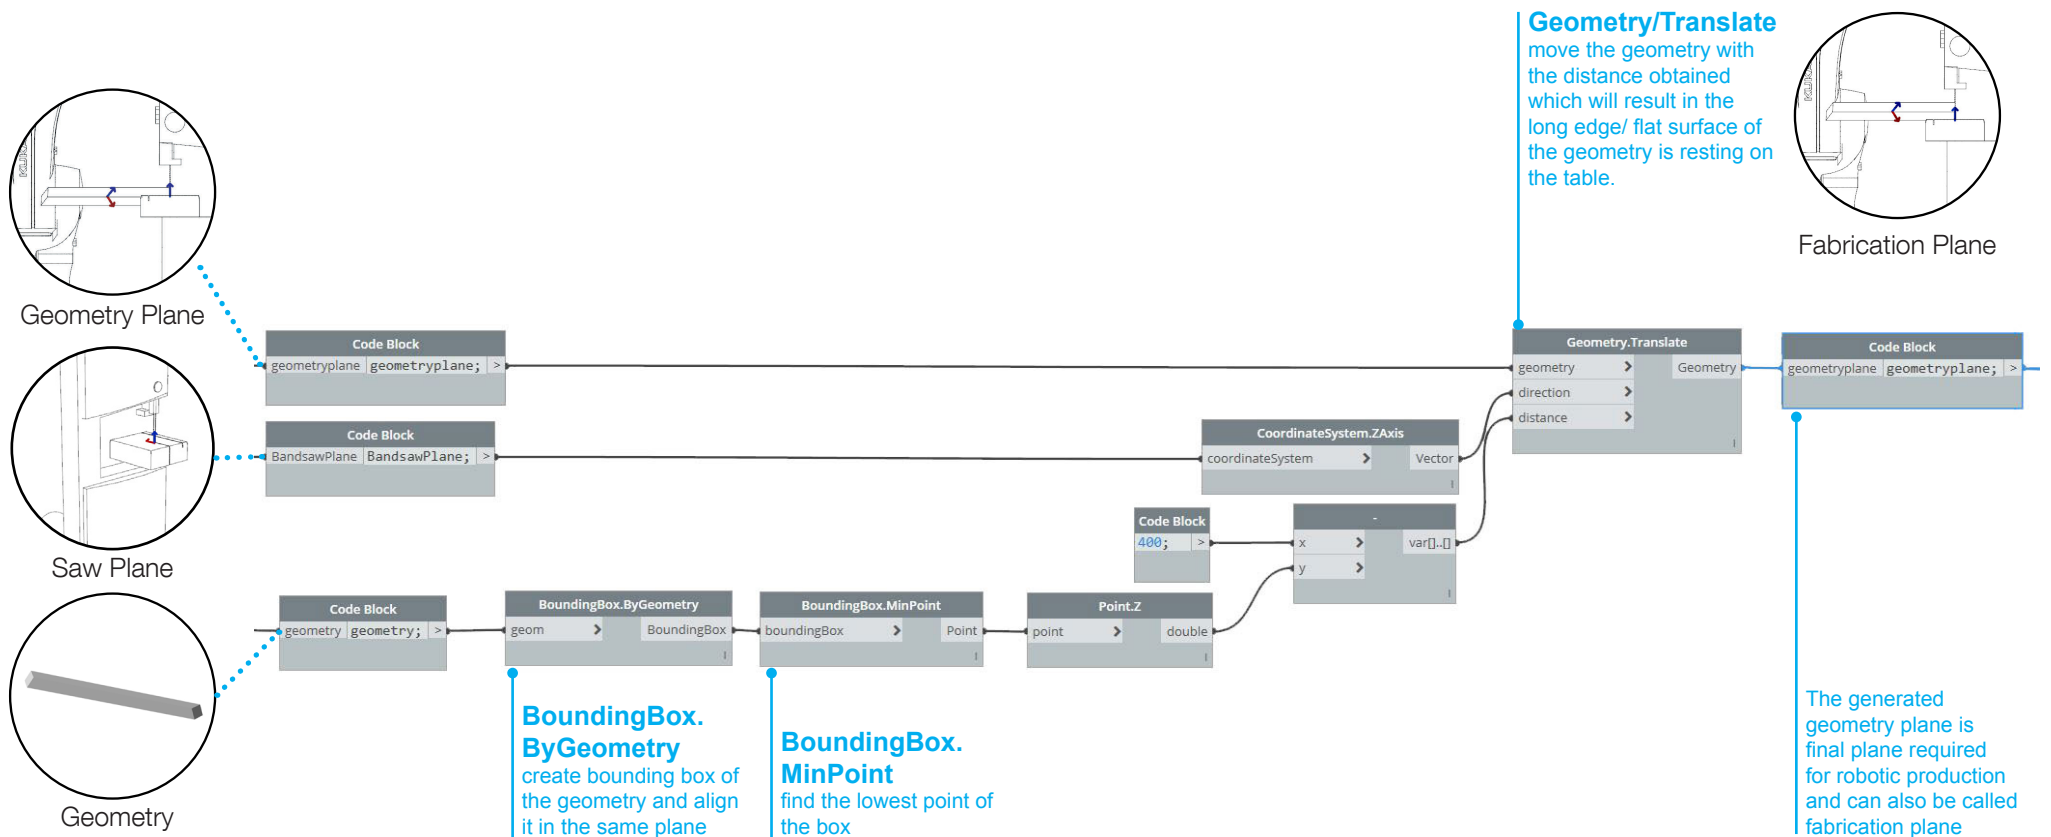 Geometry/Translate
move the geometry with
the distance obtained
which will result in the
long edge/ flat surface of
the geometry is resting on
the table.
KUKA
Fabrication Plane
KUKA
Geometry Plane
Code Block
geometryplane geometryplane; >
Code Block
BandsawPlane BandsawPlane; >
Saw Plane
Code Block
geometry geometry; >
Geometry
BoundingBox.ByGeometry
geom > BoundingBox
BoundingBox.
ByGeometry
create bounding box of
the geometry and align
it in the same plane
BoundingBox.MinPoint
boundingBox > Point
BoundingBox.
MinPoint
find the lowest point of
the box
Point.Z
point > double
Code Block
400; >
-
x > var[]..[]
y >
CoordinateSystem.ZAxis
coordinateSystem > Vector
Geometry.Translate
geometry > Geometry
direction >
distance >
Code Block
geometryplane geometryplane; >
The generated
geometry plane is
final plane required
for robotic production
and can also be called
fabrication plane